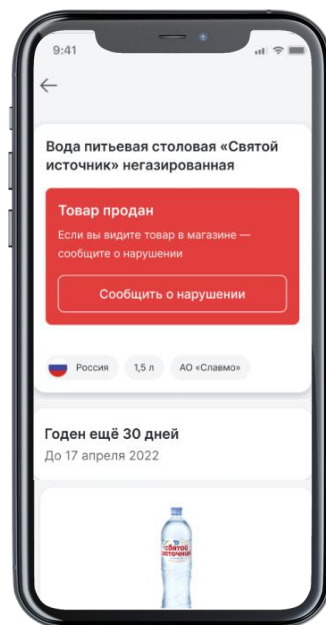 9:41
Вода питьевая столовая «Святой
источник» негазированная
Товар продан
Если вы видите товар в магазине —
сообщите о нарушении
Сообщить о нарушении
Россия 1,5 л АО «Славмо»
Годен ещё 30 дней
До 17 апреля 2022
святой
источник